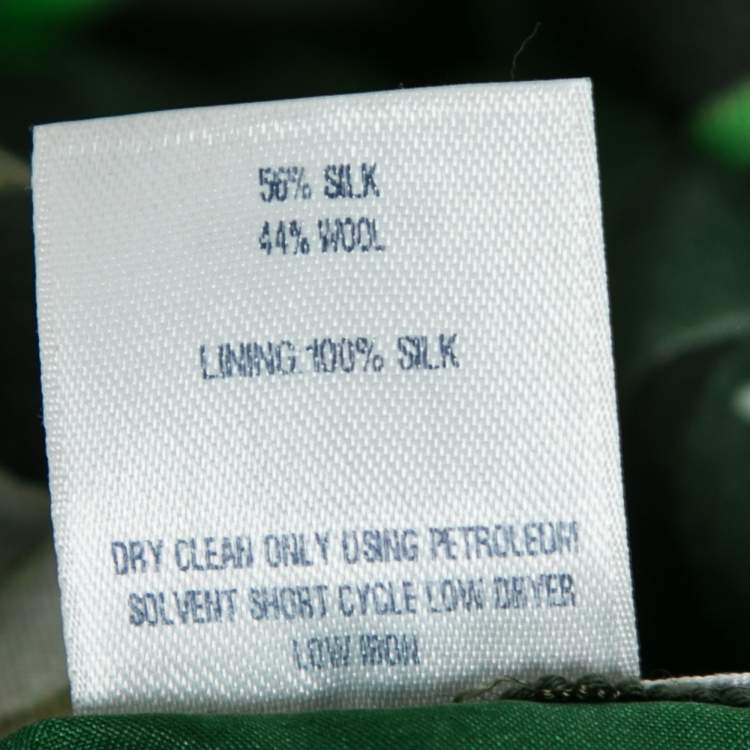 56% SILK
44% WOOL
LINING 100% SILK
DRY CLEAN ONLY USING PETROLEUM
SOLVENT SHORT CYCLE LOW DRYER
LOW IRON